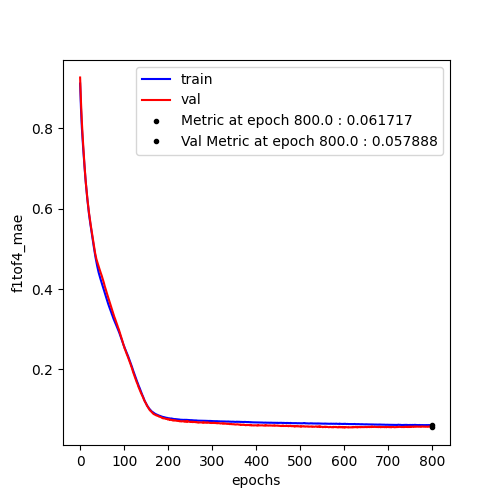 train
val
Metric at epoch 800.0 : 0.061717
Val Metric at epoch 800.0 : 0.057888
0.8
0.6
0.4
0.2
f1tof4_mae
0 100 200 300 400 500 600 700 800
epochs